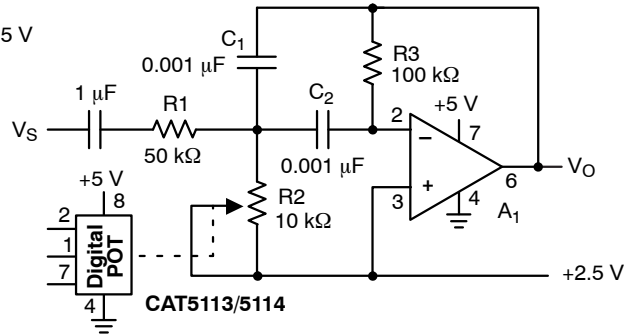 5 V
C1
0.001 μF
R3
100 kΩ
1 μF
R1
C2
VS
50 kΩ
0.001 μF
2
+5 V
7
−
+
3
6
4
VO
A1
+5 V
8
R2
10 kΩ
2
1
7
4
Digital
POT
+2.5 V
CAT5113/5114